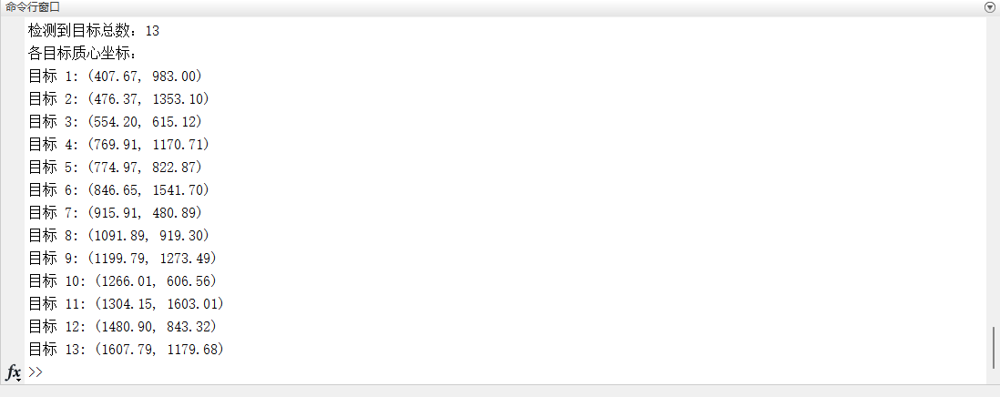 命令行窗口
检测到目标总数: 13
各目标质心坐标:
目标 1: (407.67, 983.00)
目标 2: (476.37, 1353.10)
目标 3: (554.20, 615.12)
目标 4: (769.91, 1170.71)
目标 5: (774.97, 822.87)
目标 6: (846.65, 1541.70)
目标 7: (915.91, 480.89)
目标 8: (1091.89, 919.30)
目标 9: (1199.79, 1273.49)
目标 10: (1266.01, 606.56)
目标 11: (1304.15, 1603.01)
目标 12: (1480.90, 843.32)
目标 13: (1607.79, 1179.68)
fx >>